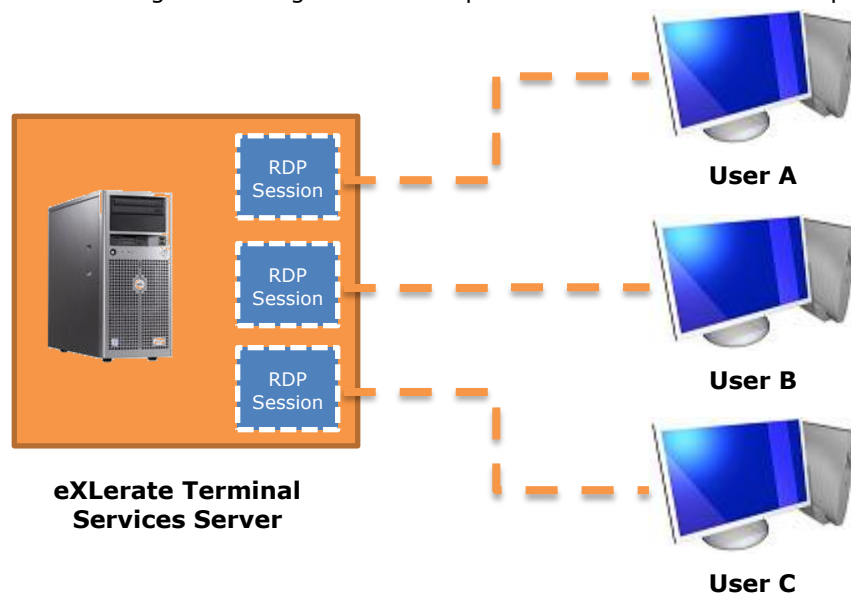 RDP
Session
User A
RDP
Session
User B
RDP
Session
eXLerate Terminal
Services Server
User C